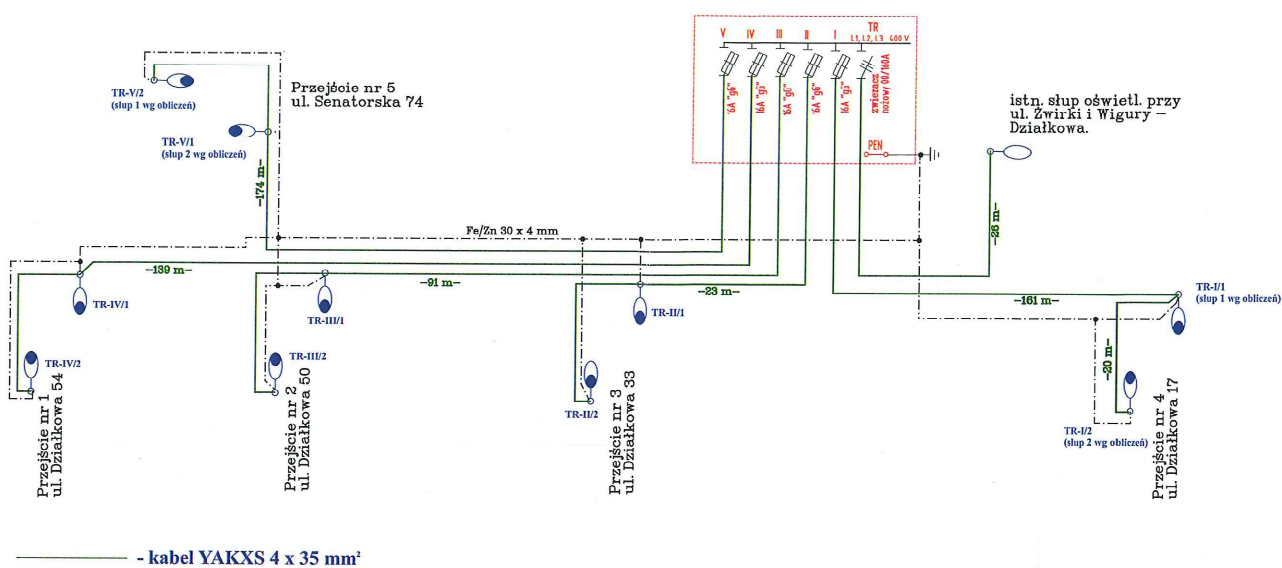 TR
V IV III II I L1, L2, L3 400 V
16A "gG"
16A "gG"
16A "gG"
16A "gG"
16A "gG"
zwieracz
nożowy 00/160A
PEN
TR-V/2
(słup 1 wg obliczeń)
Przejście nr 5
ul. Senatorska 74
TR-V/1
(słup 2 wg obliczeń)
-174 m-
istn. słup oświetl. przy
ul. Żwirki i Wigury –
Działkowa.
-26 m-
Fe/Zn 30 x 4 mm
-139 m-
-91 m-
-23 m-
-161 m-
TR-I/1
(słup 1 wg obliczeń)
TR-IV/1
TR-III/1
TR-II/1
-20 m-
TR-IV/2
TR-III/2
TR-II/2
TR-I/2
(słup 2 wg obliczeń)
Przejście nr 1
ul. Działkowa 54
Przejście nr 2
ul. Działkowa 50
Przejście nr 3
ul. Działkowa 33
Przejście nr 4
ul. Działkowa 17
- kabel YAKXS 4 x 35 mm²